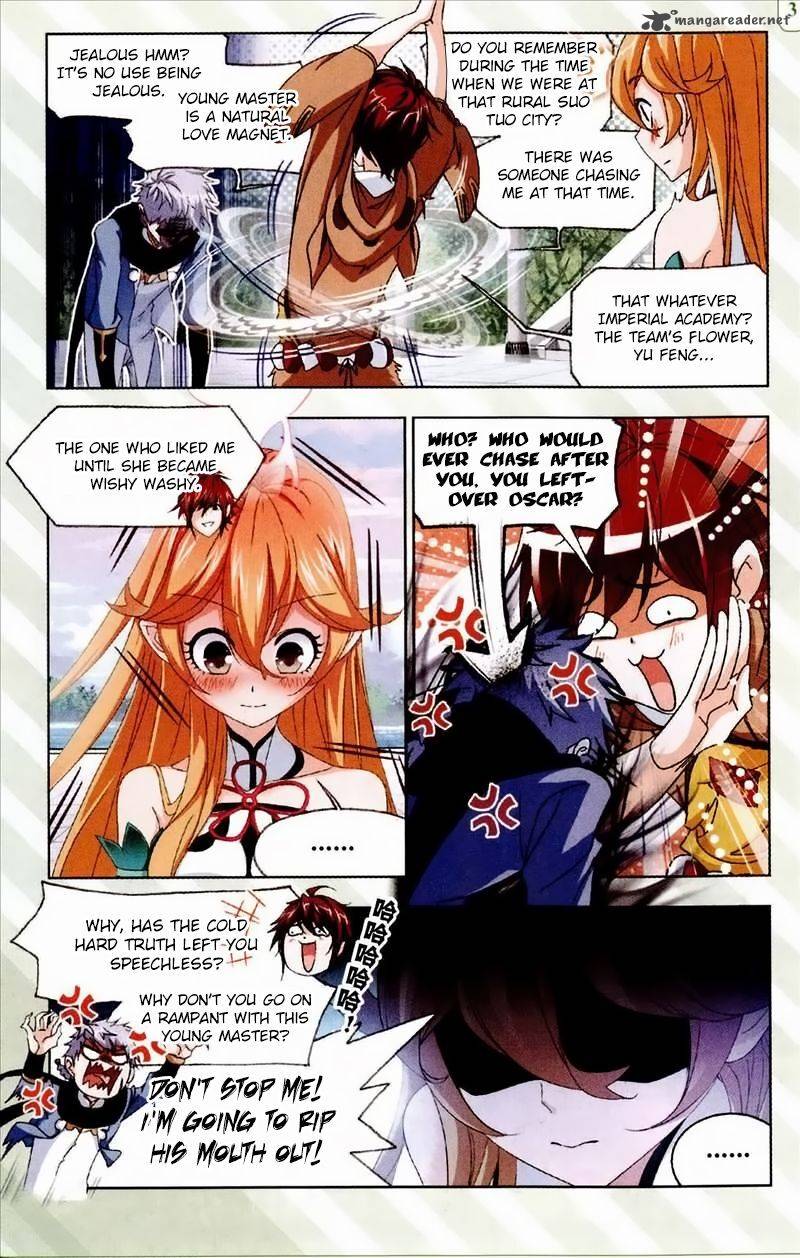 3
mangareader.net
JEALOUS HMM?
IT'S NO USE BEING
JEALOUS.
YOUNG MASTER
IS A NATURAL
LOVE MAGNET.
DO YOU REMEMBER
DURING THE TIME
WHEN WE WERE AT
THAT RURAL SUO
TUO CITY?
THERE WAS
SOMEONE CHASING
ME AT THAT TIME.
THAT WHATEVER
IMPERIAL ACADEMY?
THE TEAM'S FLOWER,
YU FENG...
THE ONE WHO LIKED ME
UNTIL SHE BECAME
WISHY WASHY.
......
WHO? WHO WOULD
EVER CHASE AFTER
YOU, YOU LEFT-
OVER OSCAR?
WHY, HAS THE COLD
HARD TRUTH LEFT YOU
SPEECHLESS?
WHY DON'T YOU GO ON
A RAMPANT WITH THIS
YOUNG MASTER?
哈哈哈哈哈!
DON'T STOP ME!
I'M GOING TO RIP
HIS MOUTH OUT!
......